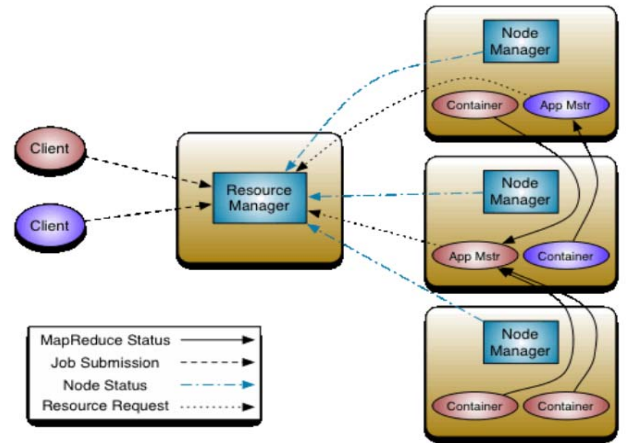 Node
Manager
Container
App Mstr
Client
Resource
Manager
Node
Manager
Client
App Mstr
Container
MapReduce Status
Job Submission
Node Status
Resource Request
Node
Manager
Container
Container